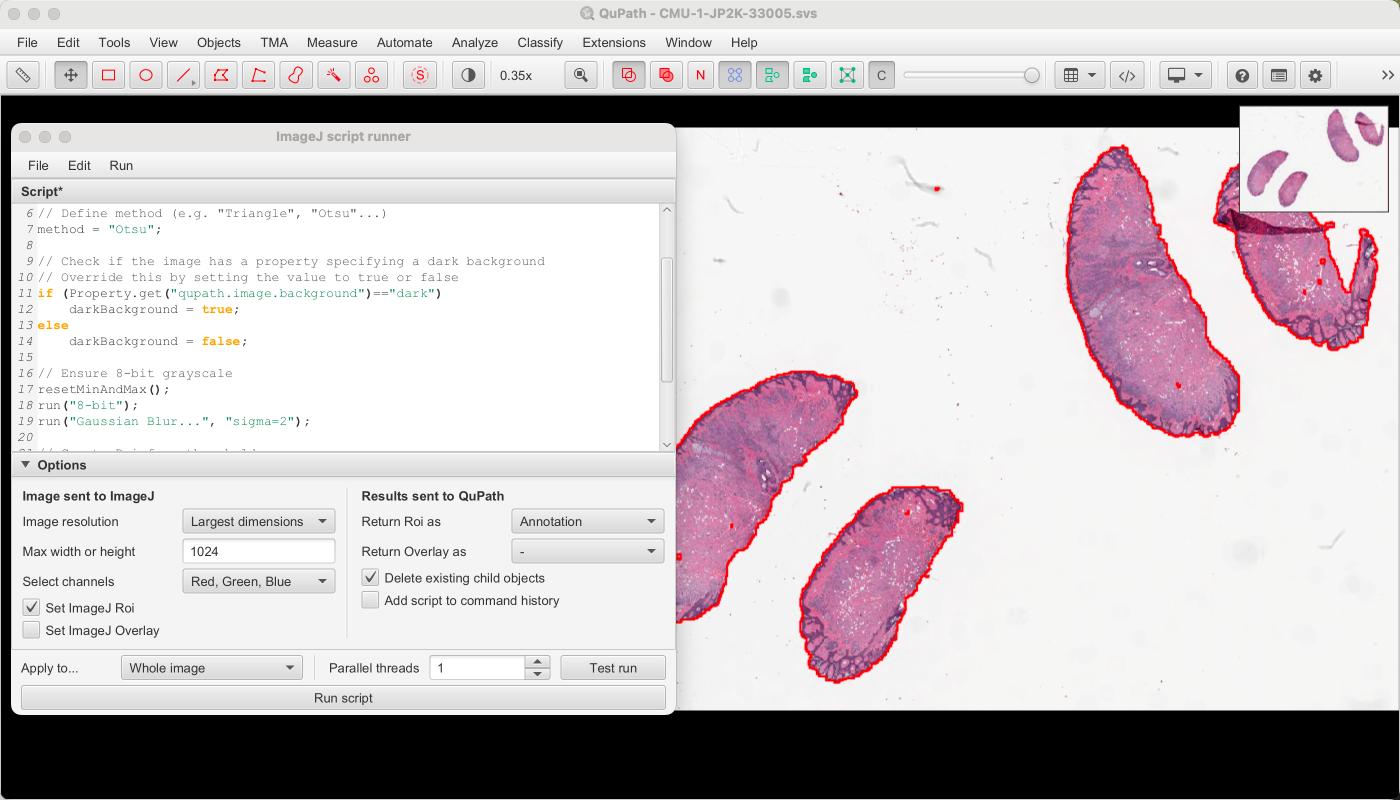 QuPath - CMU-1-JP2K-33005.svs
File Edit Tools View Objects TMA Measure Automate Analyze Classify Extensions Window Help
S 0.35x N C </> ?
ImageJ script runner
File Edit Run
Script*
6 // Define method (e.g. "Triangle", "Otsu"...)
7 method = "Otsu";
8
9 // Check if the image has a property specifying a dark background
10 // Override this by setting the value to true or false
11 if (Property.get("qupath.image.background")=="dark")
12 darkBackground = true;
13 else
14 darkBackground = false;
15
16 // Ensure 8-bit grayscale
17 resetMinAndMax();
18 run("8-bit");
19 run("Gaussian Blur...", "sigma=2");
20
Options
Image sent to ImageJ
Image resolution Largest dimensions
Max width or height 1024
Select channels Red, Green, Blue
Set ImageJ Roi
Set ImageJ Overlay
Results sent to QuPath
Return Roi as Annotation
Return Overlay as -
Delete existing child objects
Add script to command history
Apply to... Whole image Parallel threads 1 Test run
Run script